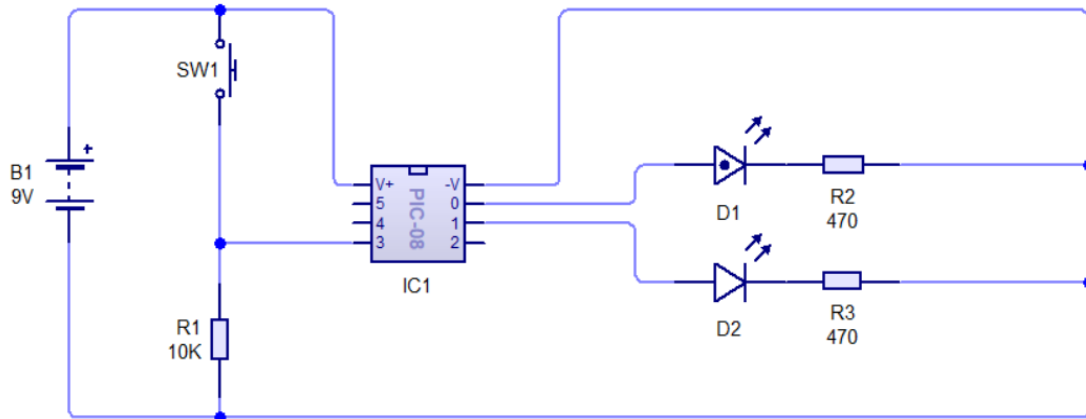 SW1
B1
9V
+
V+
5
4
3
PIC-08
-V
0
1
2
IC1
R1
10K
D1
R2
470
D2
R3
470